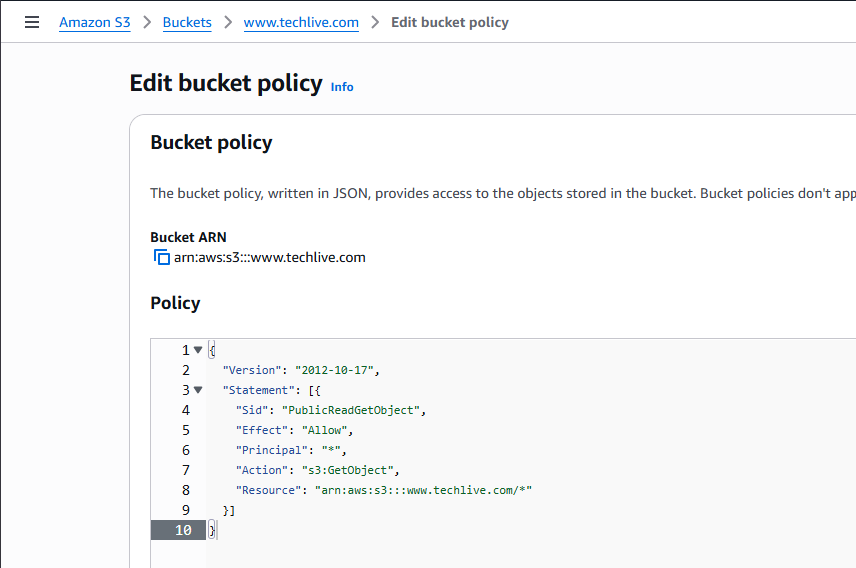 Amazon S3 > Buckets > www.techlive.com > Edit bucket policy
Edit bucket policy Info
Bucket policy
The bucket policy, written in JSON, provides access to the objects stored in the bucket. Bucket policies don't app
Bucket ARN
arn:aws:s3:::www.techlive.com
Policy
1 {
2 "Version": "2012-10-17",
3 "Statement": [{
4 "Sid": "PublicReadGetObject",
5 "Effect": "Allow",
6 "Principal": "*",
7 "Action": "s3:GetObject",
8 "Resource": "arn:aws:s3:::www.techlive.com/*"
9 }]
10 }